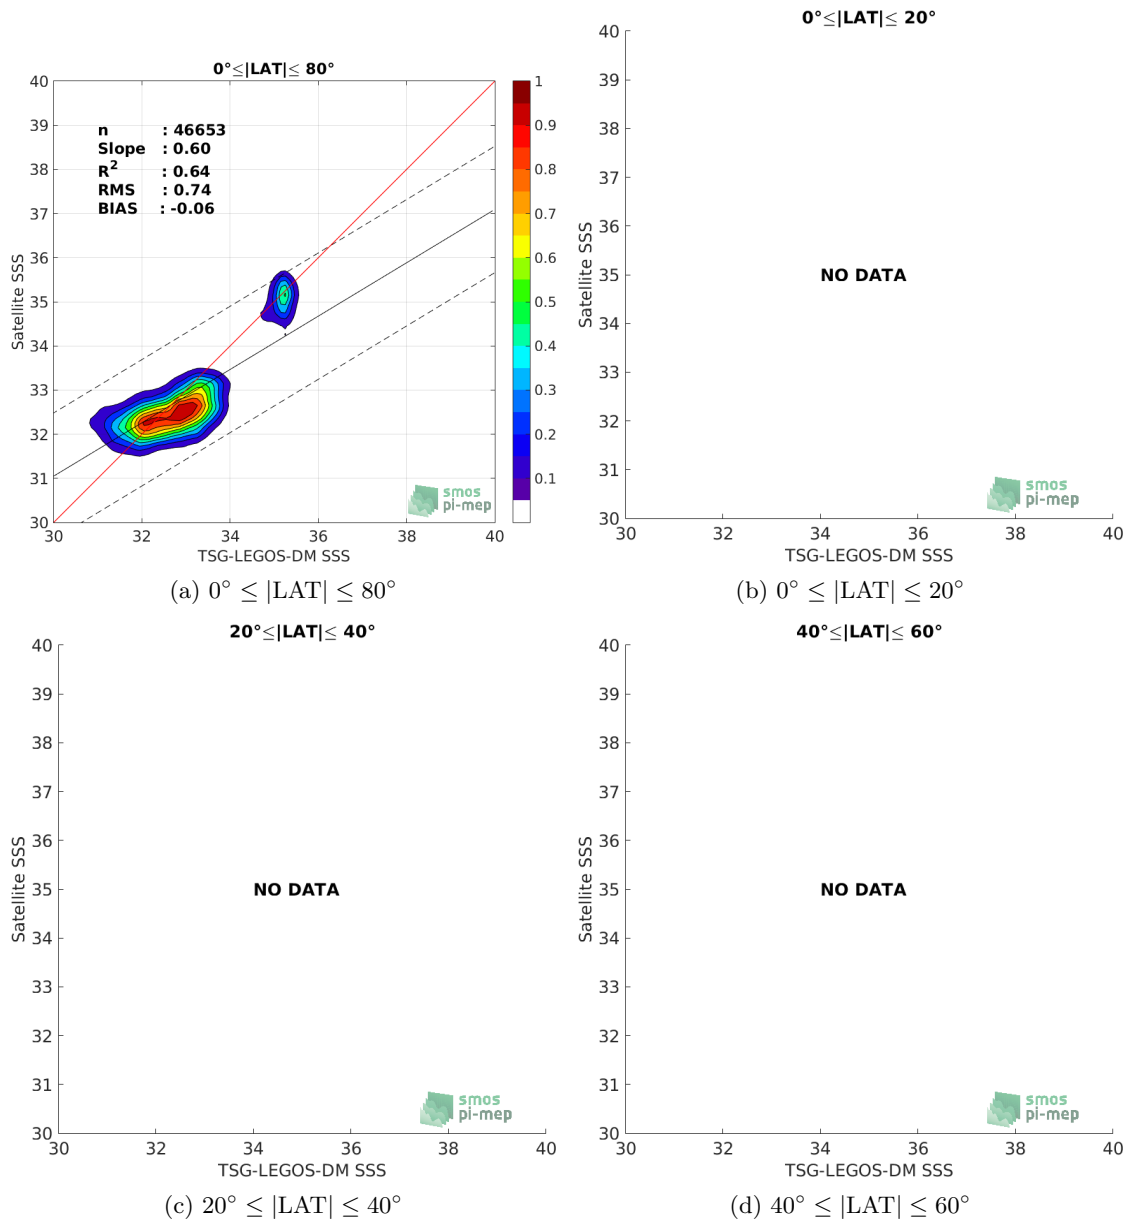 0°≤|LAT|≤ 80°
40
39
38
37
36
35
34
33
32
31
30
Satellite SSS
n : 46653
Slope : 0.60
R2 : 0.64
RMS : 0.74
BIAS : -0.06
smos
pi-mep
30 32 34 36 38 40
TSG-LEGOS-DM SSS
1
0.9
0.8
0.7
0.6
0.5
0.4
0.3
0.2
0.1
(a) 0° ≤ |LAT| ≤ 80°
0°≤|LAT|≤ 20°
40
39
38
37
36
35
34
33
32
31
30
Satellite SSS
NO DATA
smos
pi-mep
30 32 34 36 38 40
TSG-LEGOS-DM SSS
(b) 0° ≤ |LAT| ≤ 20°
20°≤|LAT|≤ 40°
40
39
38
37
36
35
34
33
32
31
30
Satellite SSS
NO DATA
smos
pi-mep
30 32 34 36 38 40
TSG-LEGOS-DM SSS
(c) 20° ≤ |LAT| ≤ 40°
40°≤|LAT|≤ 60°
40
39
38
37
36
35
34
33
32
31
30
Satellite SSS
NO DATA
smos
pi-mep
30 32 34 36 38 40
TSG-LEGOS-DM SSS
(d) 40° ≤ |LAT| ≤ 60°